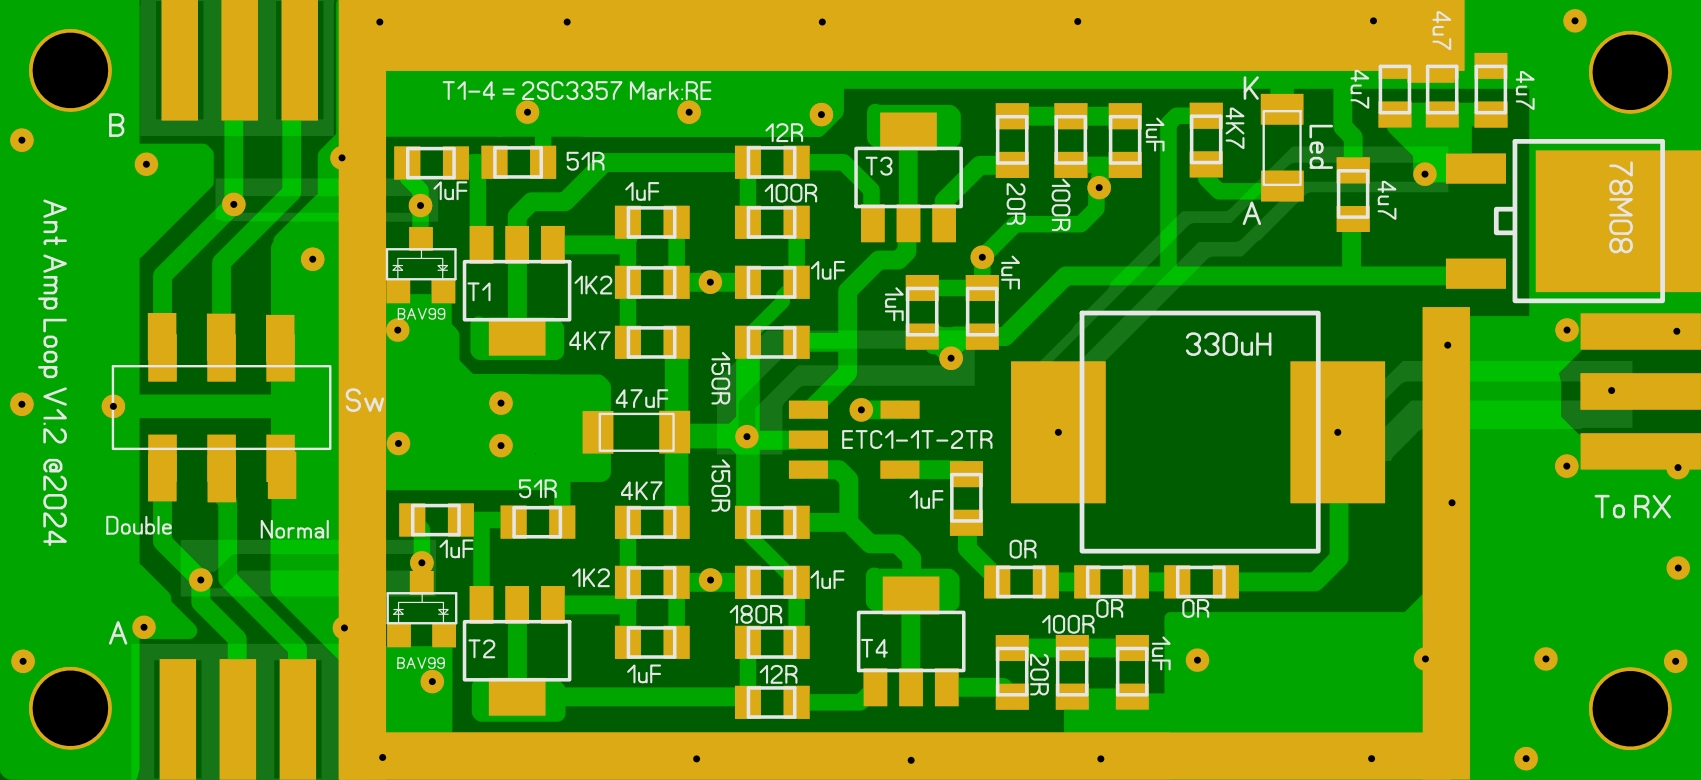 T1-4 = 2SC3357 Mark:RE
4u7
4u7
4u7
K
Led
A
4K7
1uF
12R
51R
T3
B
1uF
1uF
100R
20R
100R
4u7
78M08
Ant Amp Loop V1.2 @2024
T1
1K2
1uF
1uF
1uF
BAV99
4K7
330uH
150R
Sw
47uF
ETC1-1T-2TR
150R
51R
4K7
1uF
To RX
Double
Normal
1uF
0R
1K2
1uF
0R
0R
180R
100R
A
T2
T4
1uF
BAV99
1uF
12R
20R